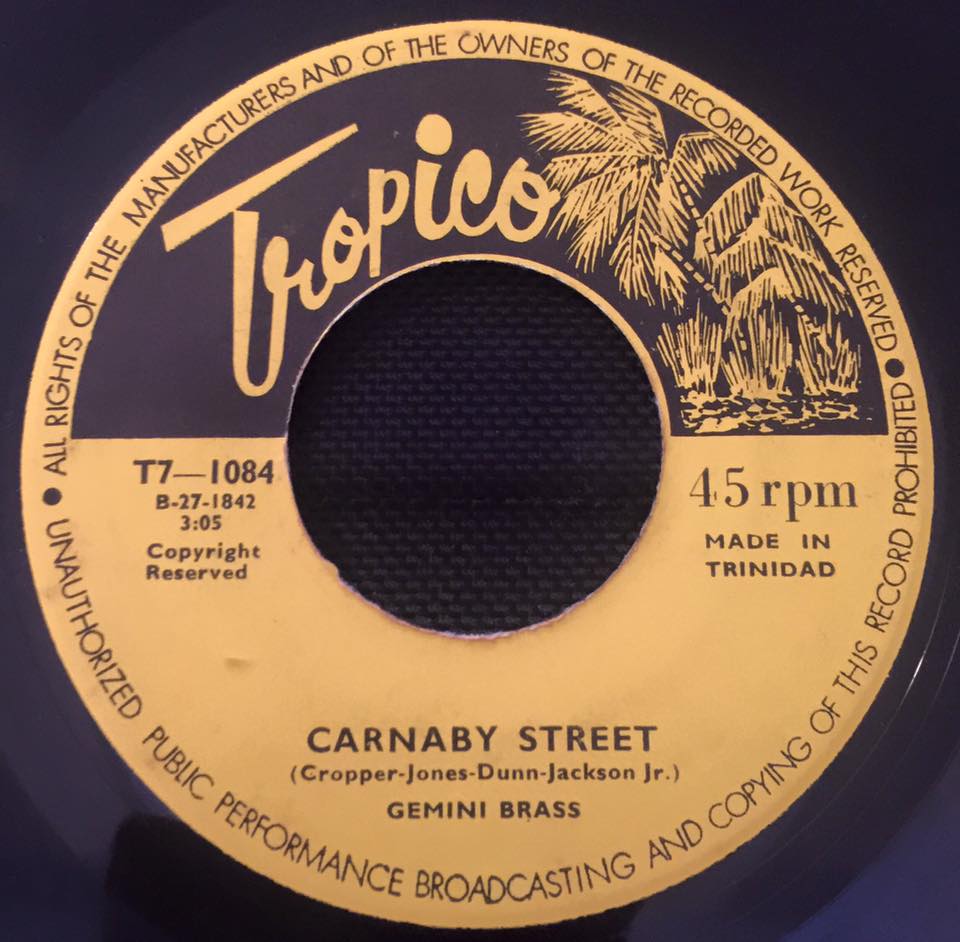 ALL RIGHTS OF THE MANUFACTURERS AND OF THE OWNERS OF THE RECORDED WORK RESERVED
Tropico
T7—1084
B-27-1842
3:05
Copyright
Reserved
45 rpm
MADE IN
TRINIDAD
CARNABY STREET
(Cropper-Jones-Dunn-Jackson Jr.)
GEMINI BRASS
UNAUTHORIZED PUBLIC PERFORMANCE BROADCASTING AND COPYING OF THIS RECORD PROHIBITED